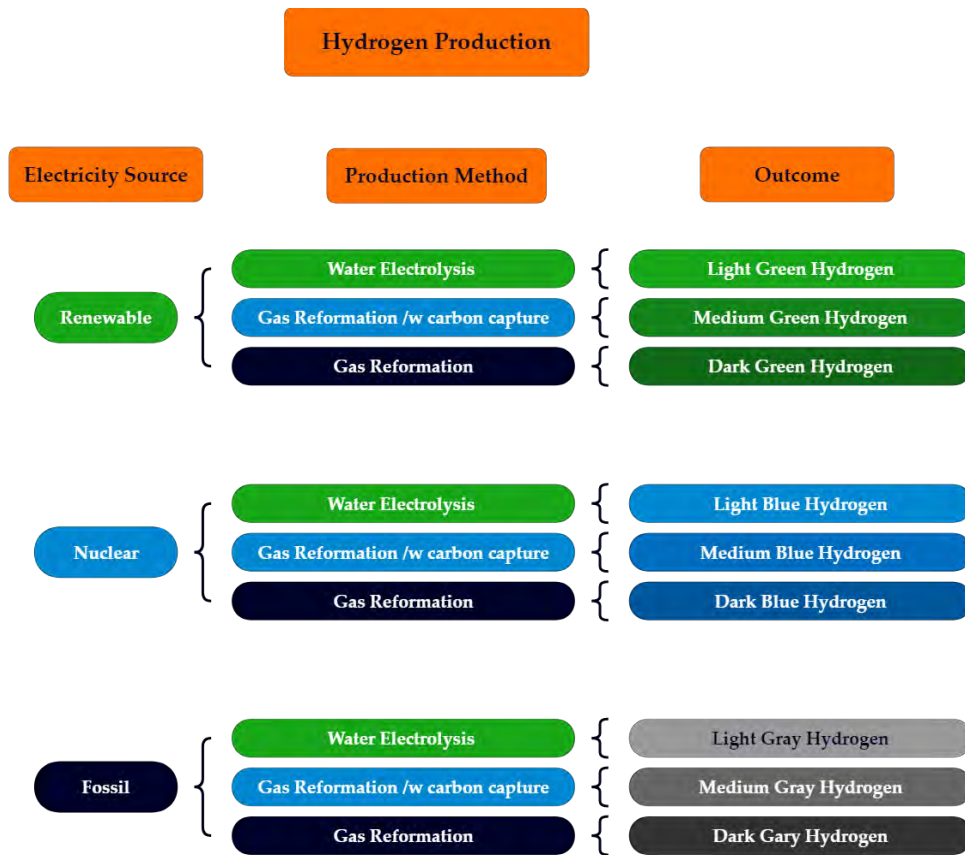 Hydrogen Production
Electricity Source
Production Method
Outcome
Renewable
Water Electrolysis
Light Green Hydrogen
Gas Reformation /w carbon capture
Medium Green Hydrogen
Gas Reformation
Dark Green Hydrogen
Nuclear
Water Electrolysis
Light Blue Hydrogen
Gas Reformation /w carbon capture
Medium Blue Hydrogen
Gas Reformation
Dark Blue Hydrogen
Fossil
Water Electrolysis
Light Gray Hydrogen
Gas Reformation /w carbon capture
Medium Gray Hydrogen
Gas Reformation
Dark Gary Hydrogen